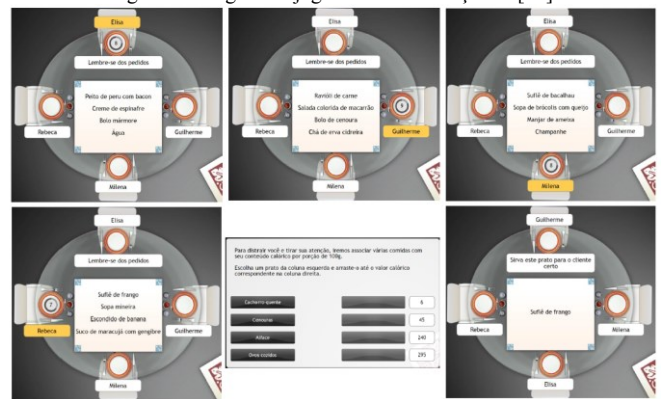 Elisa
8
Lembre-se dos pedidos
Peito de peru com bacon
Creme de espinafre
Bolo mármore
Água
Rebeca
Guilherme
Milena
Elisa
Lembre-se dos pedidos
Ravióli de carne
Salada colorida de macarrão
Bolo de cenoura
Chá de erva cidreira
Rebeca
Guilherme
Milena
Elisa
Lembre-se dos pedidos
Suflê de bacalhau
Sopa de brócolis com queijo
Manjar de ameixa
Champanhe
Rebeca
Guilherme
Milena
Elisa
Lembre-se dos pedidos
Suflê de frango
Sopa mineira
Escondido de banana
Suco de maracujá com gengibre
7
Rebeca
Guilherme
Milena
Para distrair você e tirar sua atenção, iremos associar várias comidas com
seu conteúdo calórico por porção de 100g.
Escolha um prato da coluna esquerda e arraste-o até o valor calórico
correspondente na coluna direita.
Cachorro quente
6
Cenouras
45
Alface
240
Ovos cozidos
295
Guilherme
Sirva este prato para o cliente
certo
Suflê de frango
Rebeca
Milena
Elisa